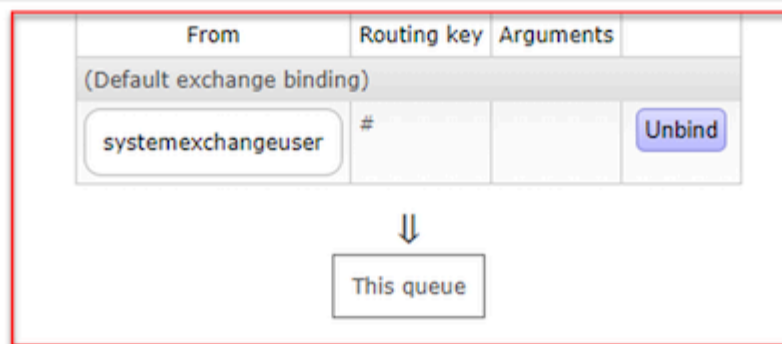 From Routing key Arguments
(Default exchange binding)
systemexchangeuser # Unbind
⇓
This queue